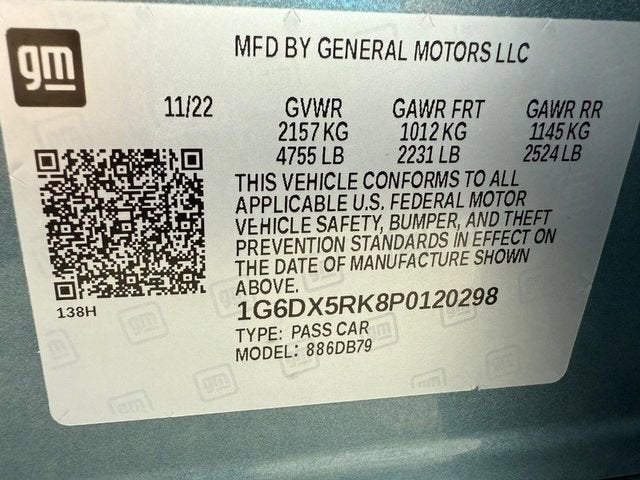 gm
MFD BY GENERAL MOTORS LLC
11/22 GVWR GAWR FRT GAWR RR
2157 KG 1012 KG 1145 KG
4755 LB 2231 LB 2524 LB
THIS VEHICLE CONFORMS TO ALL
APPLICABLE U.S. FEDERAL MOTOR
VEHICLE SAFETY, BUMPER, AND THEFT
PREVENTION STANDARDS IN EFFECT ON
THE DATE OF MANUFACTURE SHOWN
ABOVE.
138H
1G6DX5RK8P0120298
TYPE: PASS CAR
MODEL: 886DB79